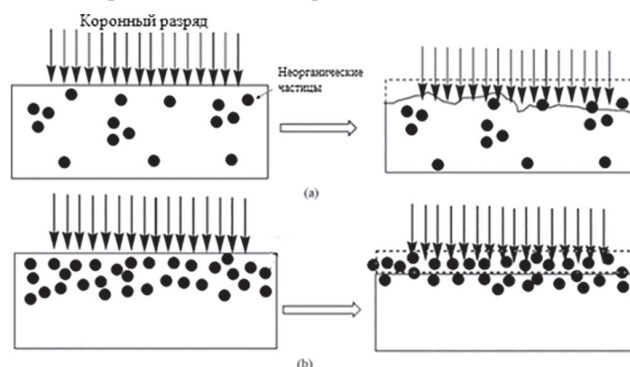 Коронный разряд
Неорганические
частицы
(a)
(b)